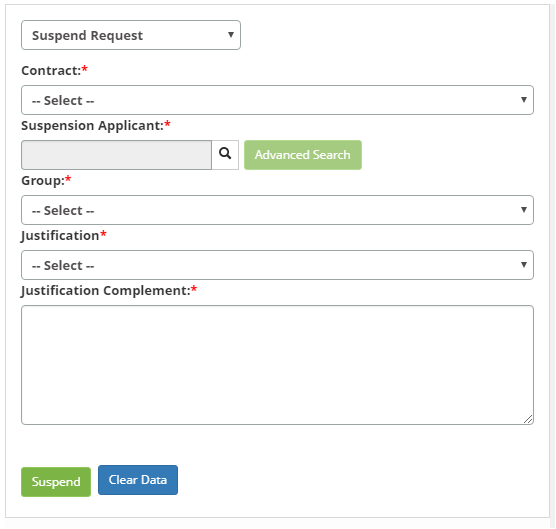 Suspend Request
Contract:*
-- Select --
Suspension Applicant:*
Advanced Search
Group:*
-- Select --
Justification*
-- Select --
Justification Complement:*
Suspend Clear Data